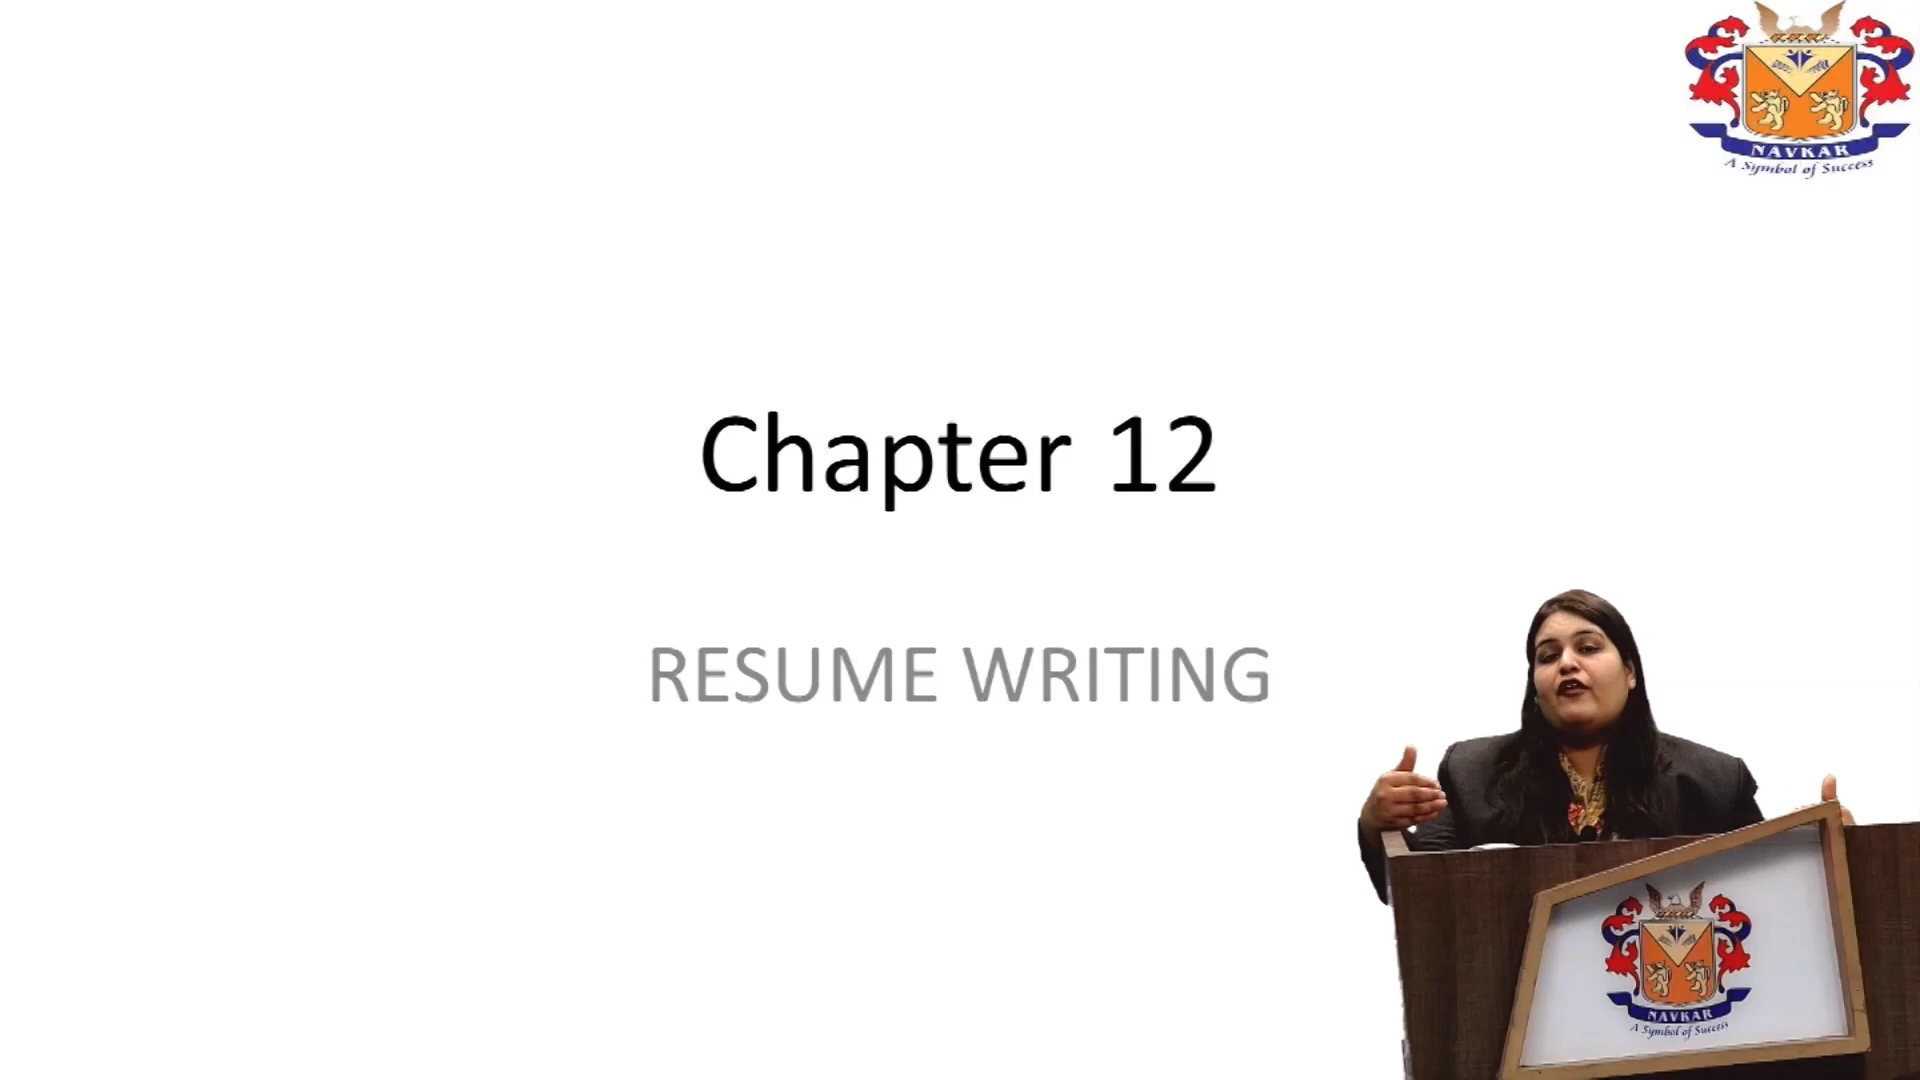 NAVKAR
A Symbol of Success
Chapter 12
RESUME WRITING
NAVKAR
A Symbol of Success